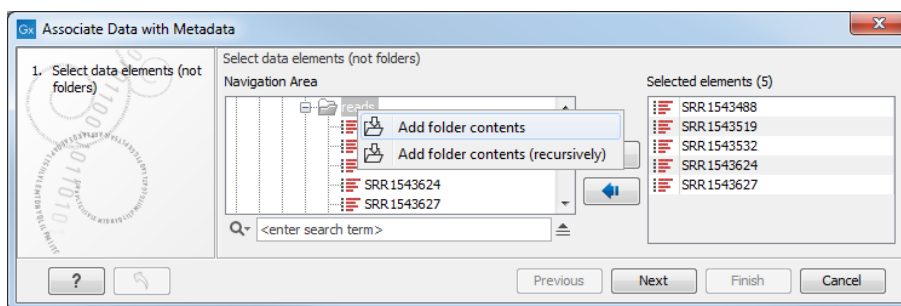 Gx Associate Data with Metadata
1. Select data elements (not
folders)
Select data elements (not folders)
Navigation Area
reads
Add folder contents
Add folder contents (recursively)
SRR1543624
SRR1543627
<enter search term>
Selected elements (5)
SRR1543488
SRR1543519
SRR1543532
SRR1543624
SRR1543627
?
Previous
Next
Finish
Cancel